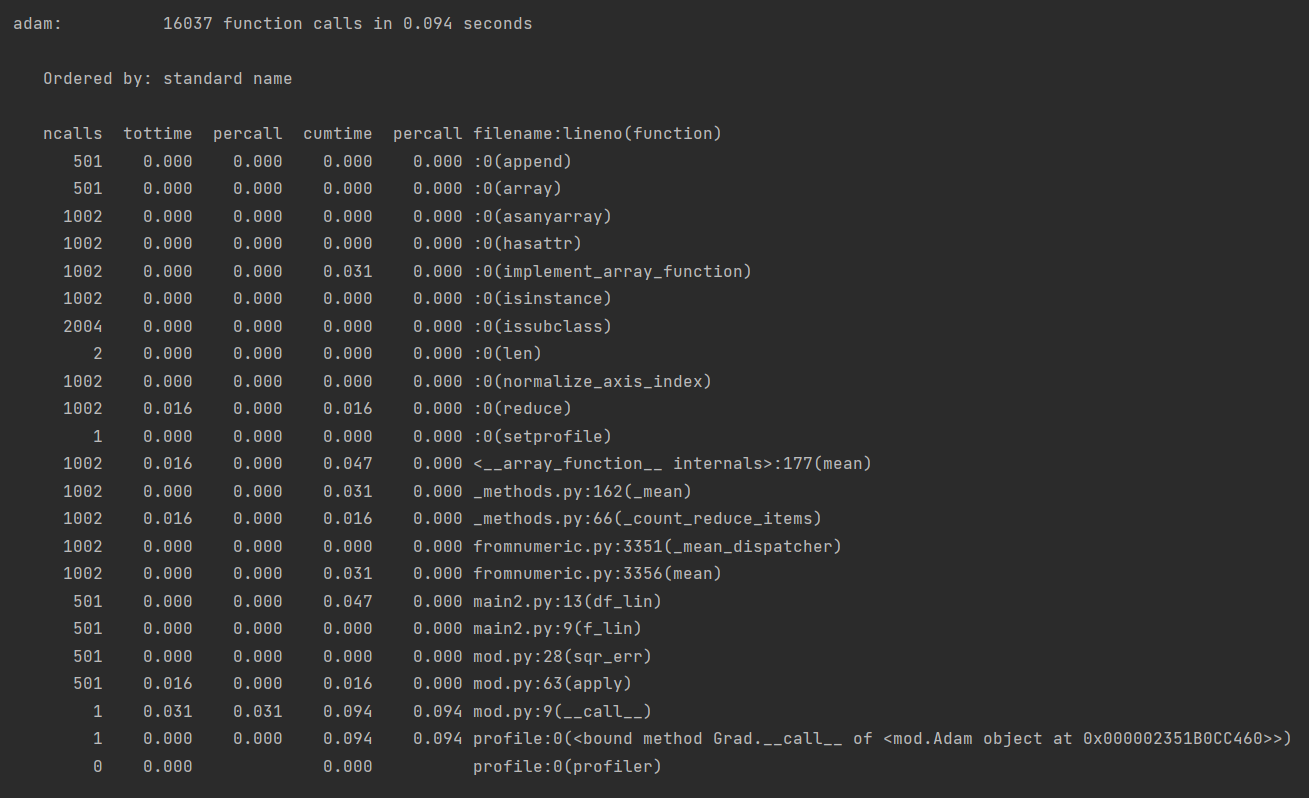 adam:          16037 function calls in 0.094 seconds
Ordered by: standard name
ncalls  tottime  percall  cumtime  percall filename:lineno(function)
501    0.000    0.000    0.000    0.000 :0(append)
501    0.000    0.000    0.000    0.000 :0(array)
1002    0.000    0.000    0.000    0.000 :0(asanyarray)
1002    0.000    0.000    0.000    0.000 :0(hasattr)
1002    0.000    0.000    0.031    0.000 :0(implement_array_function)
1002    0.000    0.000    0.000    0.000 :0(isinstance)
2004    0.000    0.000    0.000    0.000 :0(issubclass)
2    0.000    0.000    0.000    0.000 :0(len)
1002    0.000    0.000    0.000    0.000 :0(normalize_axis_index)
1002    0.016    0.000    0.016    0.000 :0(reduce)
1    0.000    0.000    0.000    0.000 :0(setprofile)
1002    0.016    0.000    0.047    0.000 <__array_function__ internals>:177(mean)
1002    0.000    0.000    0.031    0.000 _methods.py:162(_mean)
1002    0.016    0.000    0.016    0.000 _methods.py:66(_count_reduce_items)
1002    0.000    0.000    0.000    0.000 fromnumeric.py:3351(_mean_dispatcher)
1002    0.000    0.000    0.031    0.000 fromnumeric.py:3356(mean)
501    0.000    0.000    0.047    0.000 main2.py:13(df_lin)
501    0.000    0.000    0.000    0.000 main2.py:9(f_lin)
501    0.000    0.000    0.000    0.000 mod.py:28(sqr_err)
501    0.016    0.000    0.016    0.000 mod.py:63(apply)
1    0.031    0.031    0.094    0.094 mod.py:9(__call__)
1    0.000    0.000    0.094    0.094 profile:0(<bound method Grad.__call__ of <mod.Adam object at 0x000002351B0CC460>>)
0    0.000             0.000          profile:0(profiler)